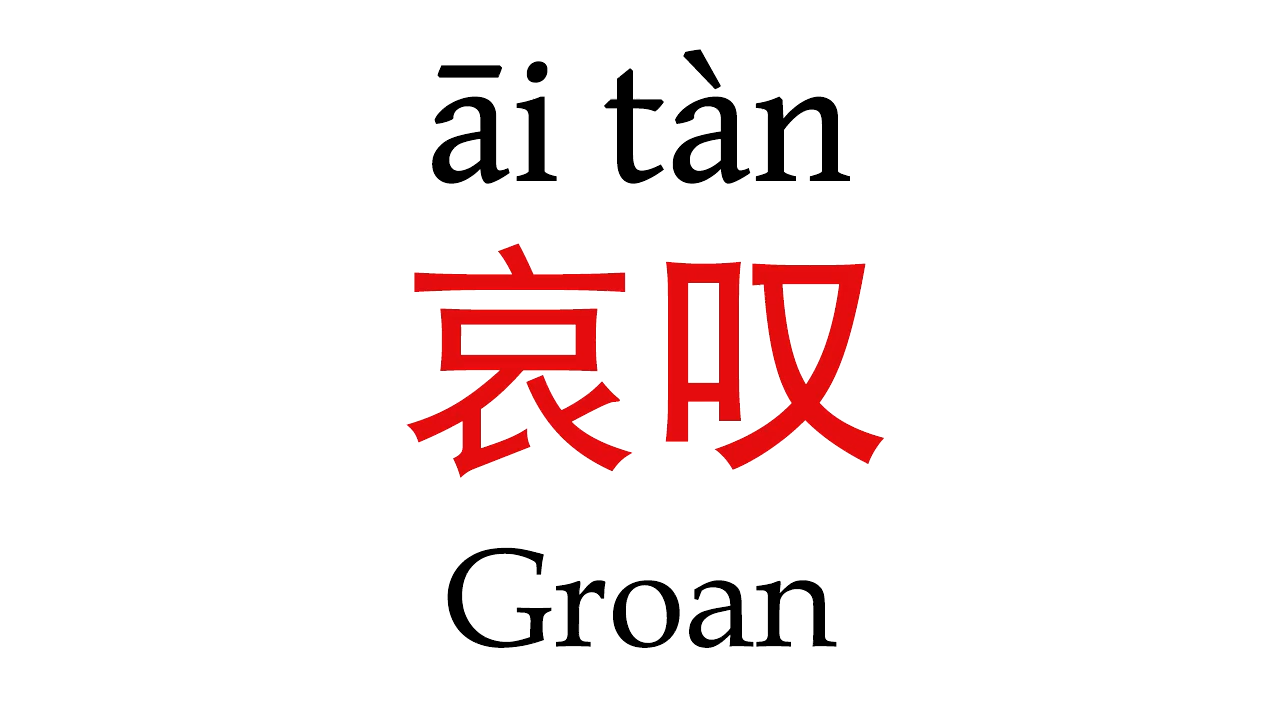 āi tàn
哀叹
Groan